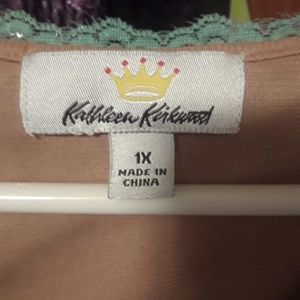 Kathleen Kirkwood
1X
MADE IN
CHINA